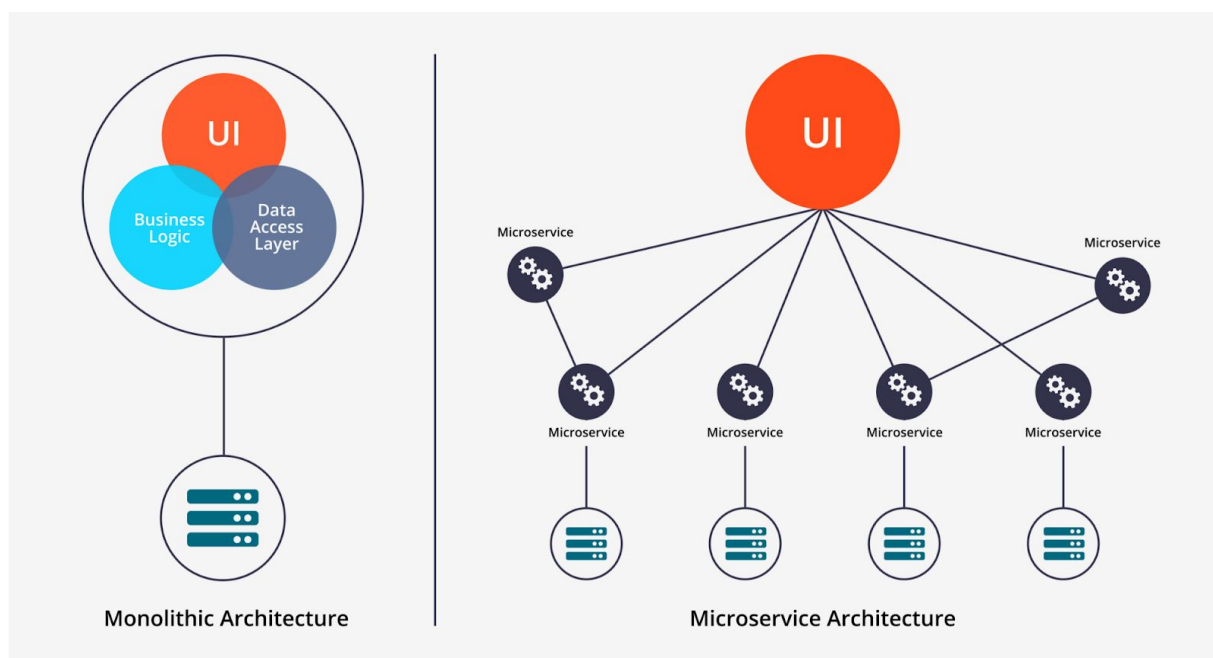 UI
Business
Logic
Data
Access
Layer
Monolithic Architecture
UI
Microservice
Microservice
Microservice
Microservice
Microservice
Microservice
Microservice Architecture